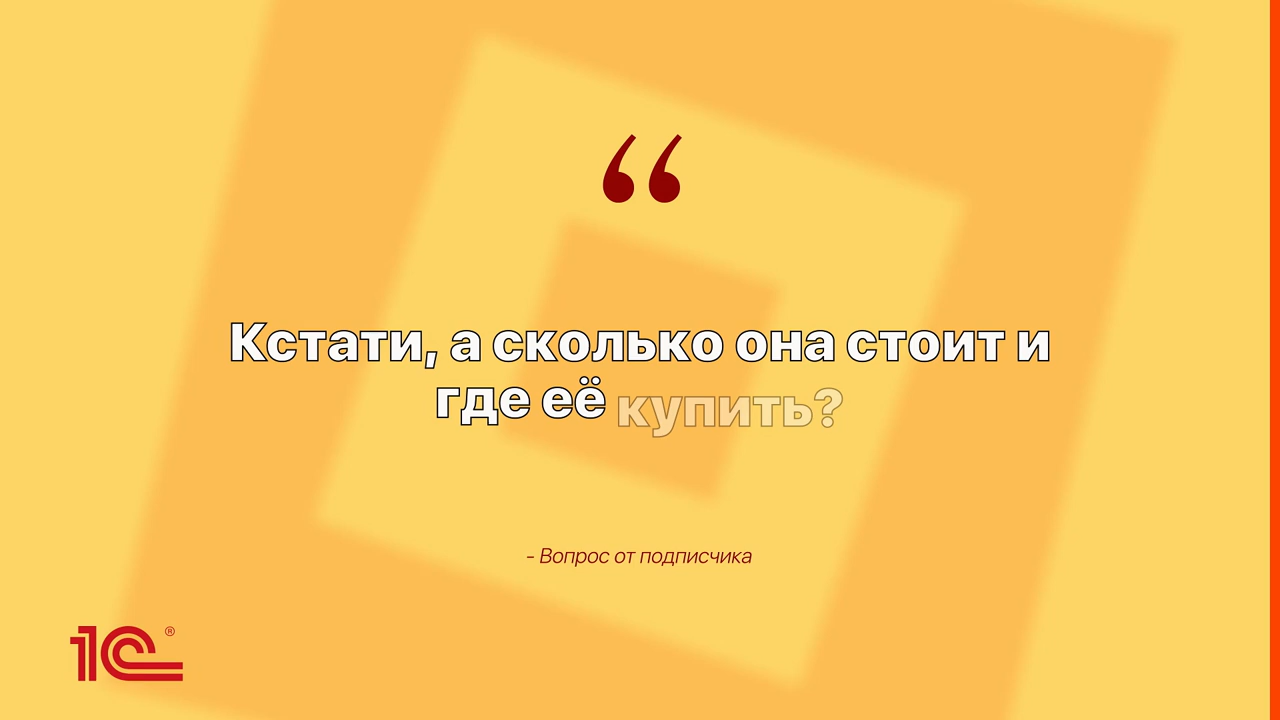 “
Кстати, а сколько она стоит и
где её купить?
- Вопрос от подписчика
1С®